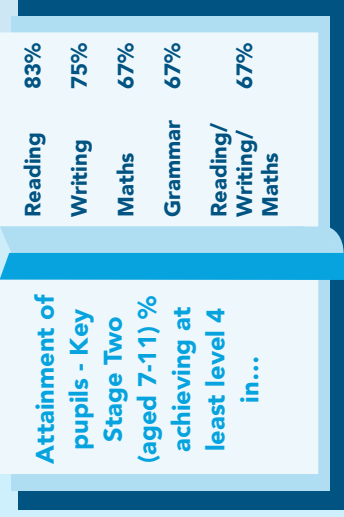 Attainment of
pupils - Key
Stage Two
(aged 7-11) %
achieving at
least level 4
in...
Reading 83%
Writing 75%
Maths 67%
Grammar 67%
Reading/
Writing/ 67%
Maths